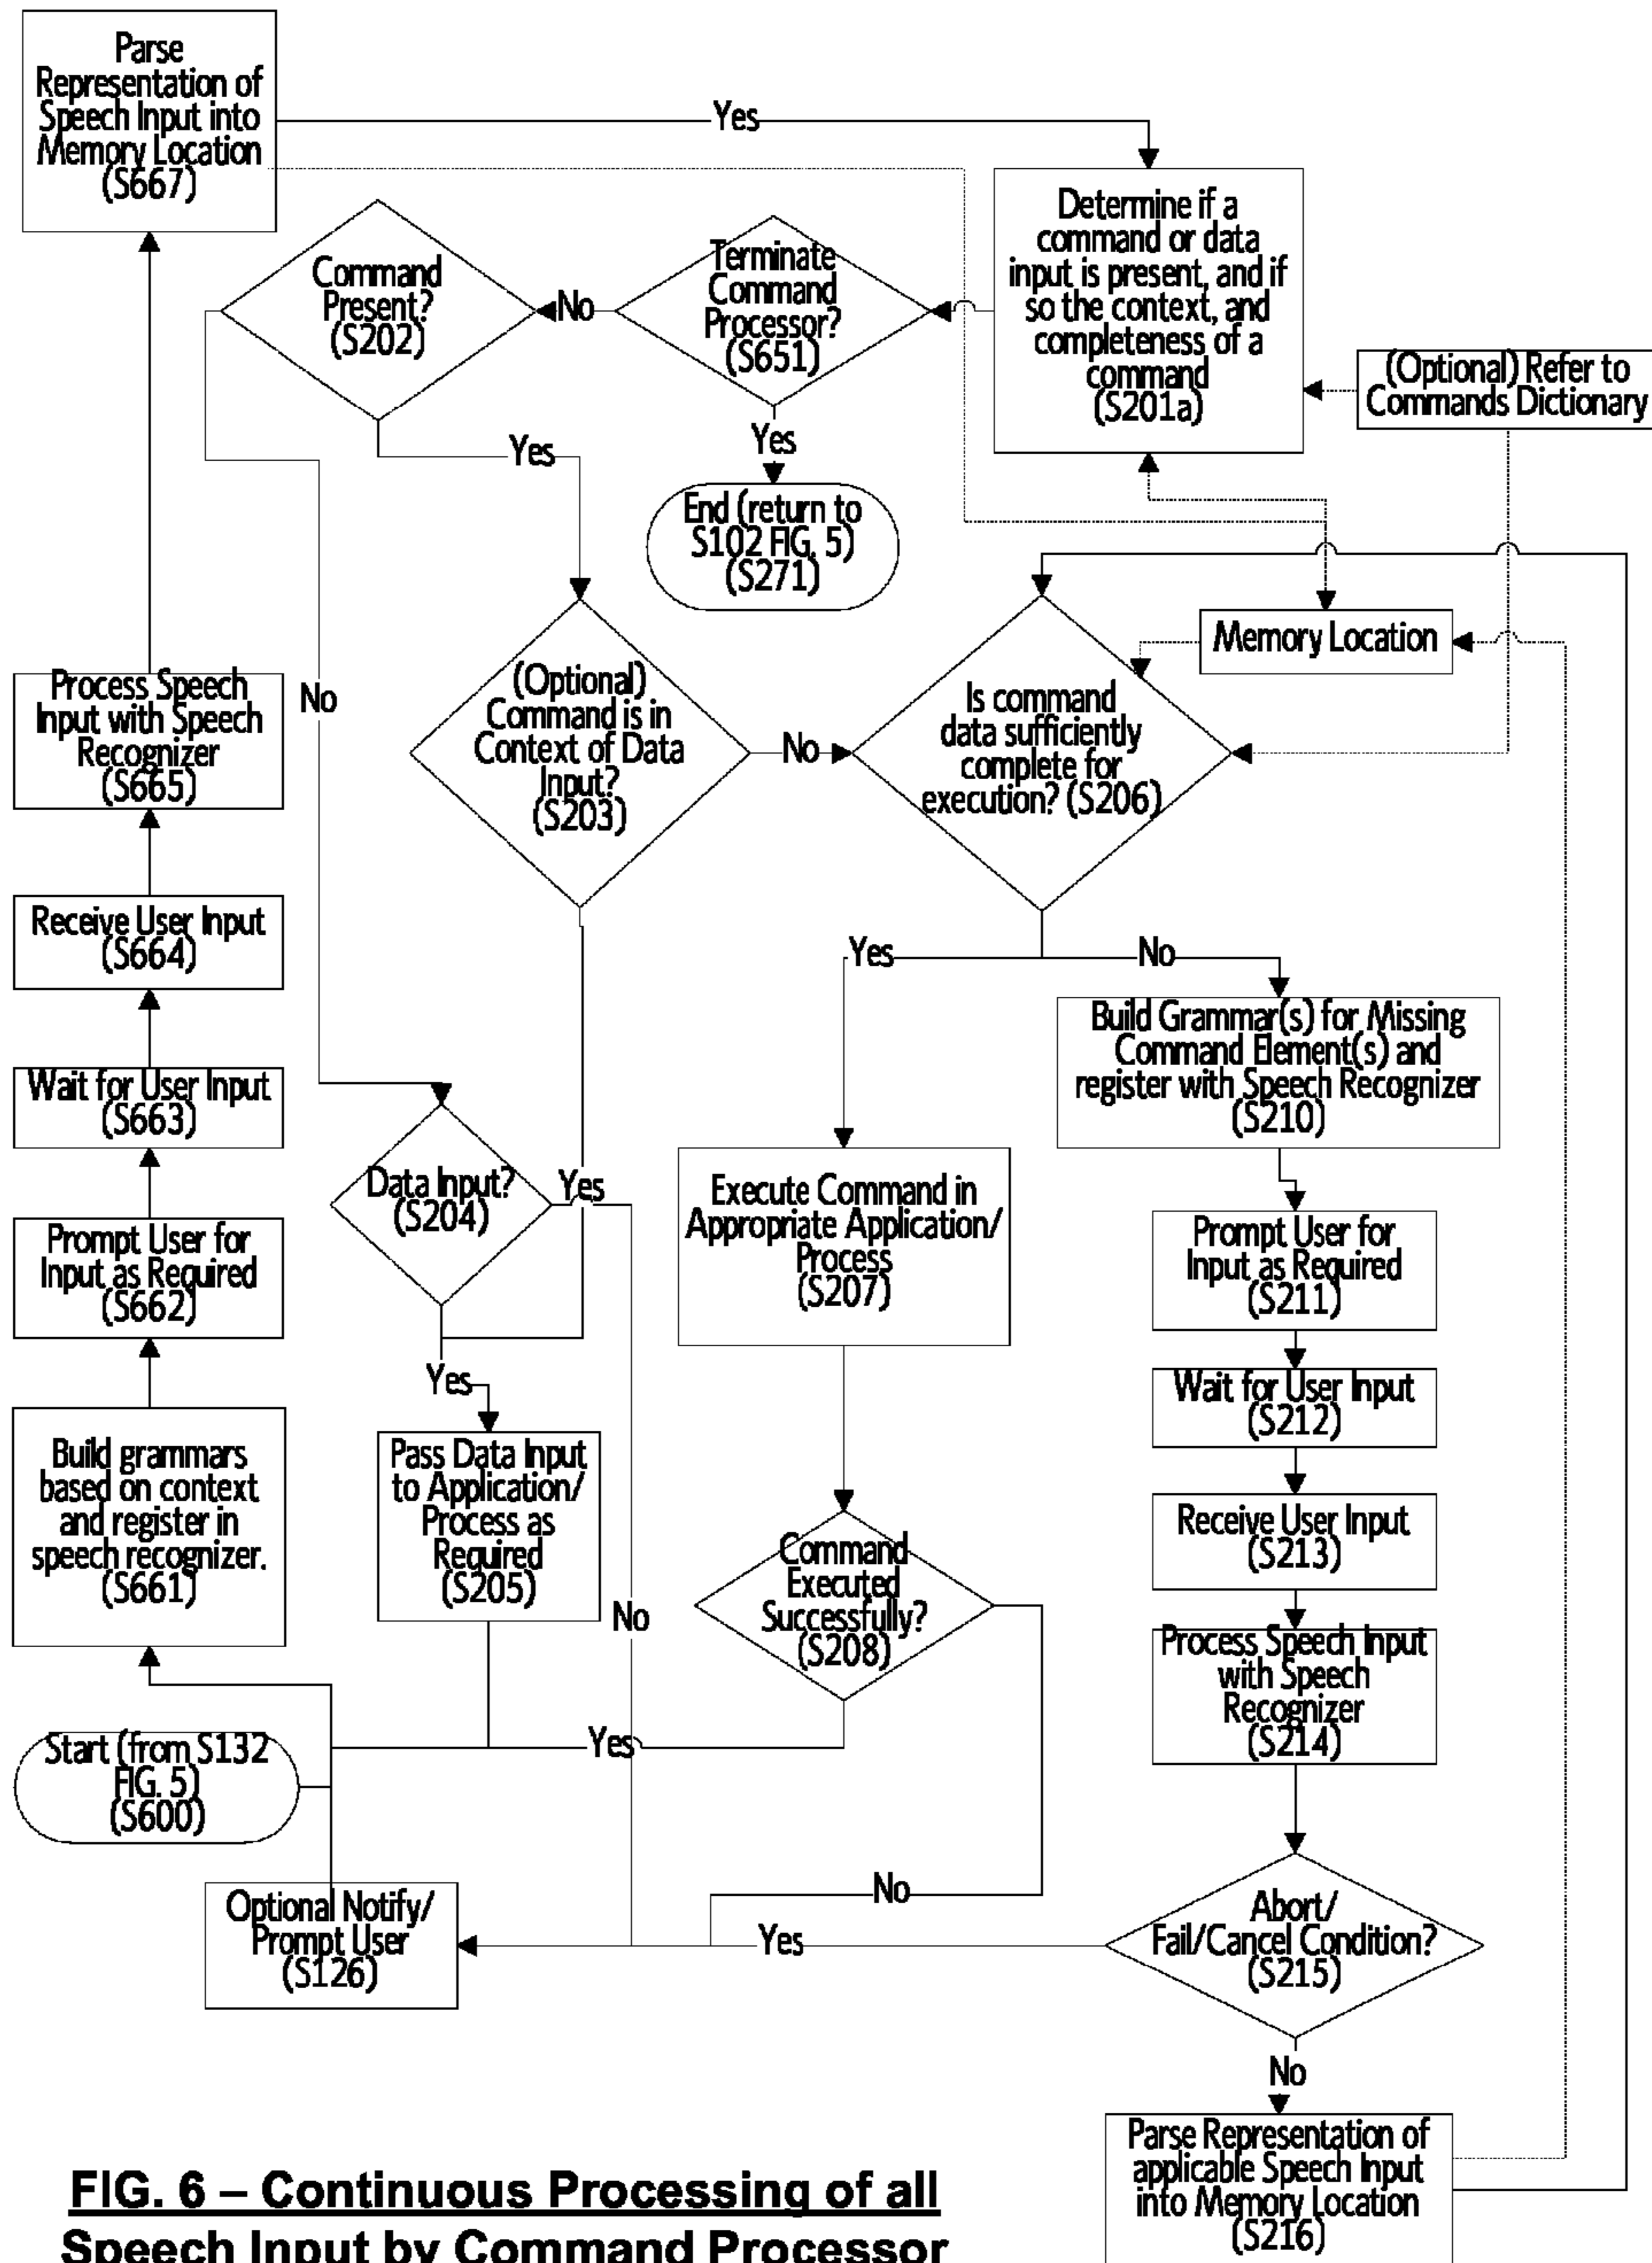 Parse
Representation of
Speech Input into
Memory Location
(S667)
Yes
Determine if a
command or data
input is present, and if
so the context, and
completeness of a
command
(S201a)
(Optional) Refer to
Commands Dictionary
Terminate
Command
Processor?
(S651)
No
Command
Present?
(S202)
Yes
Yes
End (return to
S102 FIG. 5)
(S271)
No
Memory Location
(Optional)
Command is in
Context of Data
Input?
(S203)
No
Is command
data sufficiently
complete for
execution? (S206)
Process Speech
Input with Speech
Recognizer
(S665)
Receive User Input
(S664)
Wait for User Input
(S663)
Prompt User for
Input as Required
(S662)
Build grammars
based on context
and register in
speech recognizer.
(S661)
Yes
No
Build Grammar(s) for Missing
Command Element(s) and
register with Speech Recognizer
(S210)
Data Input?
(S204)
Yes
Execute Command in
Appropriate Application/
Process
(S207)
Prompt User for
Input as Required
(S211)
Yes
Wait for User Input
(S212)
Pass Data Input
to Application/
Process as
Required
(S205)
No
Command
Executed
Successfully?
(S208)
Receive User Input
(S213)
Process Speech Input
with Speech
Recognizer
(S214)
Yes
Start (from S132
FIG. 5)
(S600)
No
Optional Notify/
Prompt User
(S126)
Yes
Abort/
Fail/Cancel Condition?
(S215)
No
Parse Representation of
applicable Speech Input
into Memory Location
(S216)
FIG. 6 – Continuous Processing of all
Speech Input by Command Processor